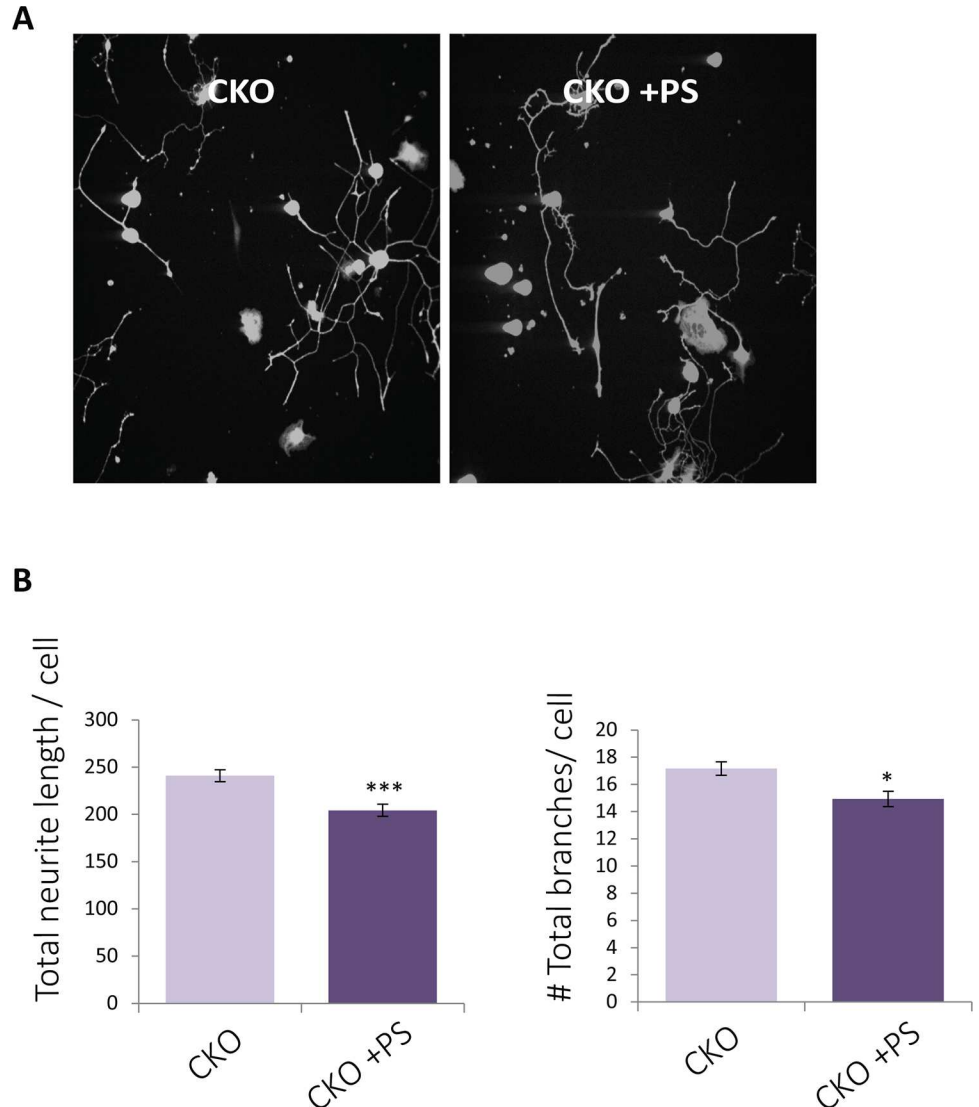 A
CKO
CKO +PS
B
Total neurite length / cell
300
250
200
150
100
50
0
***
CKO
CKO +PS
# Total branches/ cell
20
18
16
14
12
10
8
6
4
2
0
*
CKO
CKO +PS